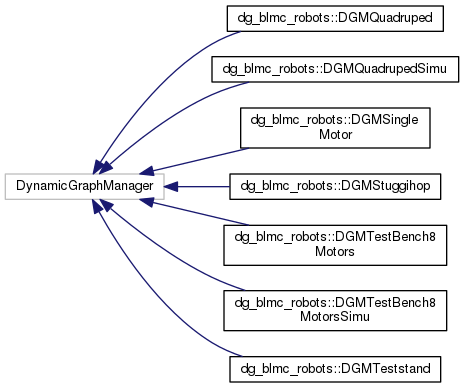 dg_blmc_robots::DGMQuadruped
dg_blmc_robots::DGMQuadrupedSimu
dg_blmc_robots::DGMSingle
Motor
DynamicGraphManager
dg_blmc_robots::DGMStuggihop
dg_blmc_robots::DGMTestBench8
Motors
dg_blmc_robots::DGMTestBench8
MotorsSimu
dg_blmc_robots::DGMTeststand